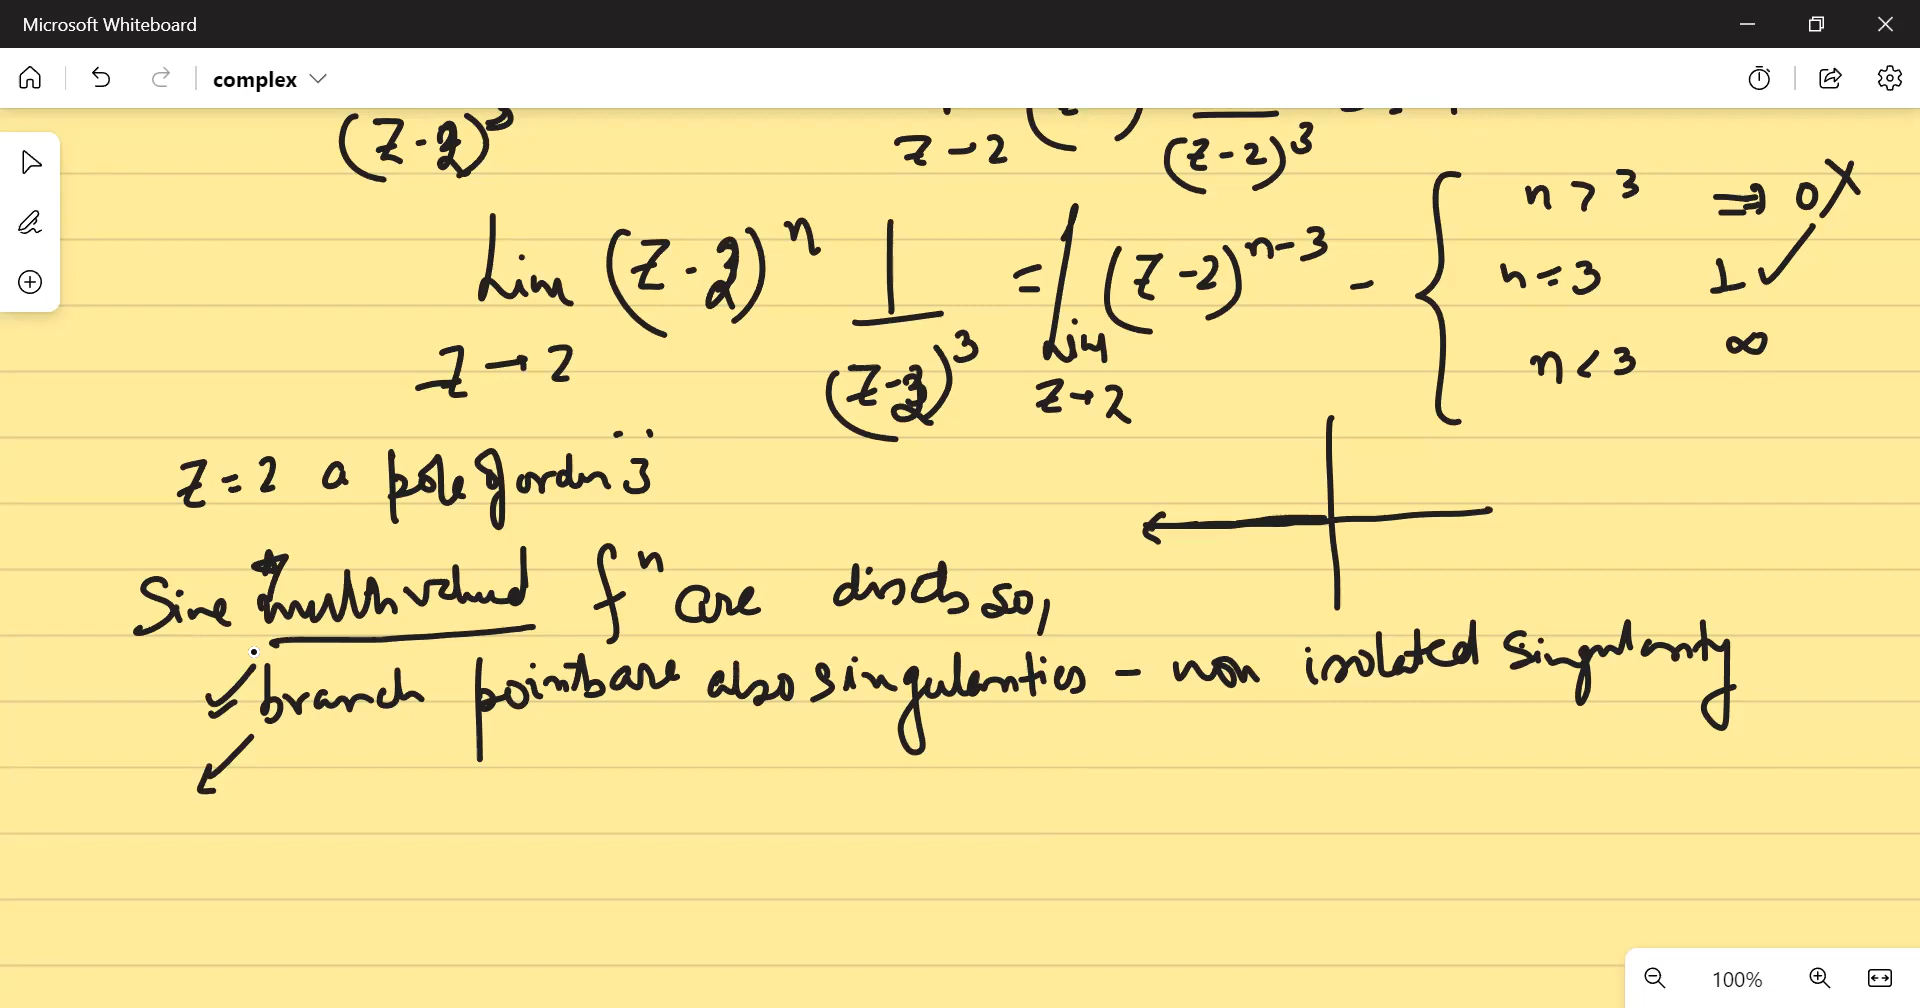 Microsoft Whiteboard
complex
(z-2)^3 z→2 ( ) (z-2)^3
Lim z→2 (z-2)^n 1/(z-2)^3 = Lim z→2 (z-2)^{n-3} - { n > 3 ⇒ 0 X
n = 3 1 ✓
n < 3 ∞
z = 2 a pole of order 3
Sine multivalued f^n are discts so,
✓ branch points are also singularities - non isolated singularity
100%